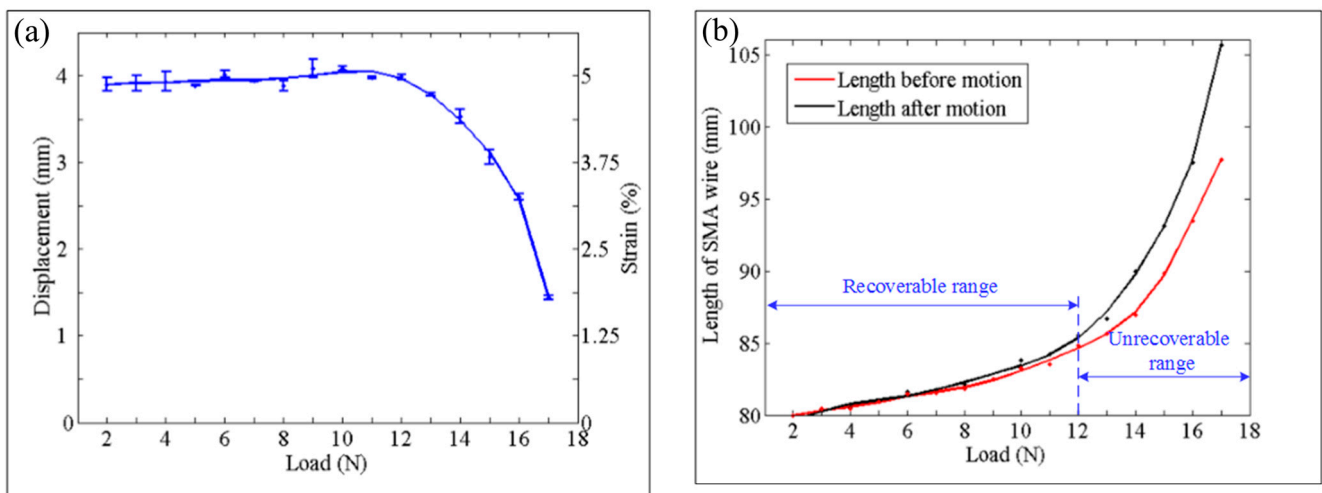 (a)
Displacement (mm)
4
3
2
1
0
5
3.75
2.5
1.25
0
Strain (%)
2 4 6 8 10 12 14 16 18
Load (N)
(b)
Length of SMA wire (mm)
105
100
95
90
85
80
Length before motion
Length after motion
Recoverable range
Unrecoverable
range
2 4 6 8 10 12 14 16 18
Load (N)